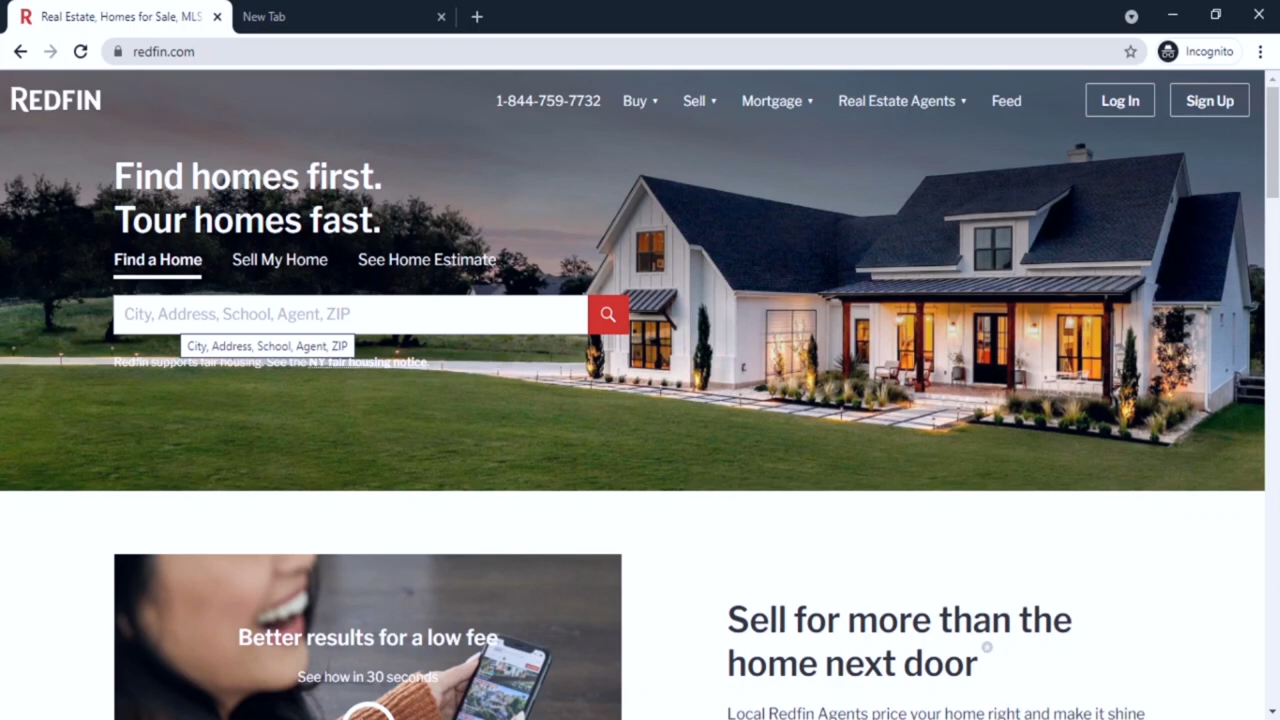 Real Estate, Homes for Sale, MLS
New Tab
redfin.com
Incognito
REDFIN
1-844-759-7732
Buy
Sell
Mortgage
Real Estate Agents
Feed
Log In
Sign Up
Find homes first.
Tour homes fast.
Find a Home
Sell My Home
See Home Estimate
City, Address, School, Agent, ZIP
City, Address, School, Agent, ZIP
Redfin supports fair housing. See the NY fair housing notice.
Better results for a low fee
See how in 30 seconds
Sell for more than the
home next door
Local Redfin Agents price your home right and make it shine